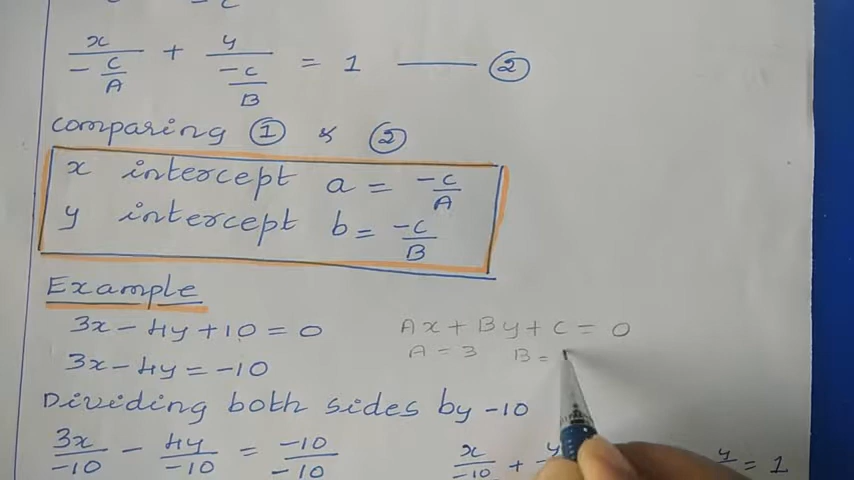 x/(-C/A) + y/(-C/B) = 1 —— ②
comparing ① & ②
x intercept a = -C/A
y intercept b = -C/B
Example
3x - 4y + 10 = 0
3x - 4y = -10
Ax + By + C = 0
A = 3 B =
Dividing both sides by -10
3x/-10 - 4y/-10 = -10/-10
x/-10 + y
y = 1